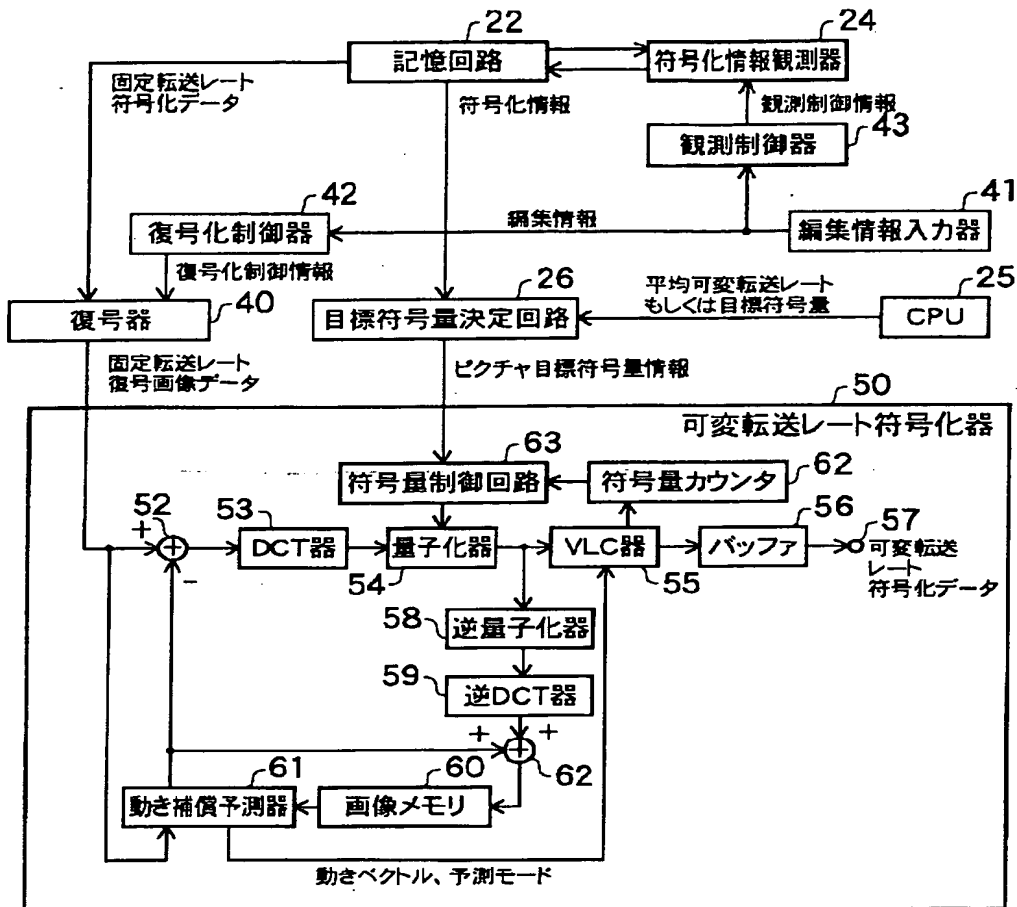 22
記憶回路
24
符号化情報観測器
固定転送レート
符号化データ
符号化情報
観測制御情報
43
観測制御器
42
復号化制御器
編集情報
41
編集情報入力器
復号化制御情報
40
復号器
26
目標符号量決定回路
平均可変転送レート
もしくは目標符号量
25
CPU
固定転送レート
復号画像データ
ピクチャ目標符号量情報
50
可変転送レート符号化器
63
符号量制御回路
62
符号量カウンタ
52
+
+
−
53
DCT器
54
量子化器
55
VLC器
56
バッファ
57
可変転送
レート
符号化データ
58
逆量子化器
59
逆DCT器
+
+
+
62
61
動き補償予測器
60
画像メモリ
動きベクトル、予測モード